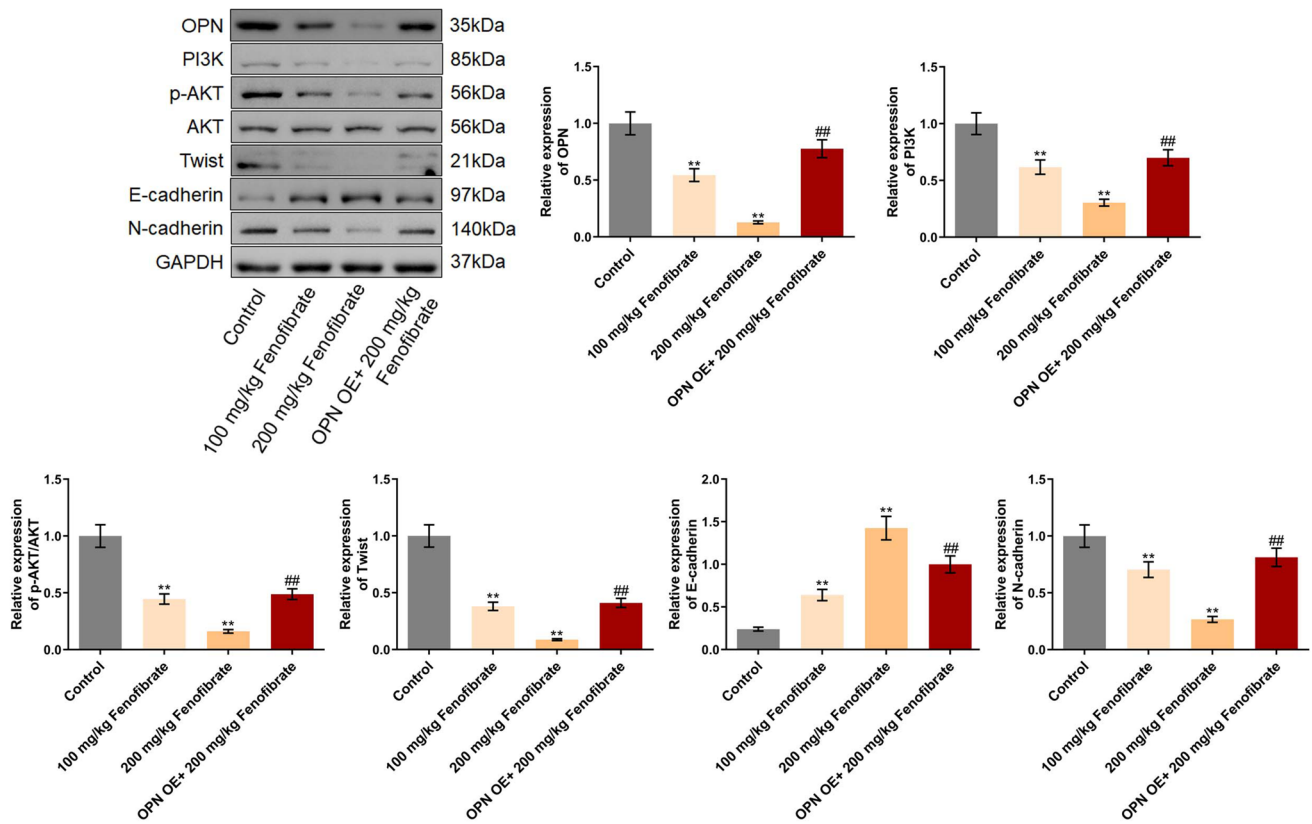 OPN 35kDa
PI3K 85kDa
p-AKT 56kDa
AKT 56kDa
Twist 21kDa
E-cadherin 97kDa
N-cadherin 140kDa
GAPDH 37kDa
Control
100 mg/kg Fenofibrate
200 mg/kg Fenofibrate
OPN OE+ 200 mg/kg
Fenofibrate
Relative expression
of OPN
1.5
1.0
0.5
0.0
**
**
##
Control
100 mg/kg Fenofibrate
200 mg/kg Fenofibrate
OPN OE+ 200 mg/kg Fenofibrate
Relative expression
of PI3K
1.5
1.0
0.5
0.0
**
**
##
Control
100 mg/kg Fenofibrate
200 mg/kg Fenofibrate
OPN OE+ 200 mg/kg Fenofibrate
Relative expression
of p-AKT/AKT
1.5
1.0
0.5
0.0
**
**
##
Control
100 mg/kg Fenofibrate
200 mg/kg Fenofibrate
OPN OE+ 200 mg/kg Fenofibrate
Relative expression
of Twist
1.5
1.0
0.5
0.0
**
**
##
Control
100 mg/kg Fenofibrate
200 mg/kg Fenofibrate
OPN OE+ 200 mg/kg Fenofibrate
Relative expression
of E-cadherin
2.0
1.5
1.0
0.5
0.0
**
**
##
Control
100 mg/kg Fenofibrate
200 mg/kg Fenofibrate
OPN OE+ 200 mg/kg Fenofibrate
Relative expression
of N-cadherin
1.5
1.0
0.5
0.0
**
**
##
Control
100 mg/kg Fenofibrate
200 mg/kg Fenofibrate
OPN OE+ 200 mg/kg Fenofibrate